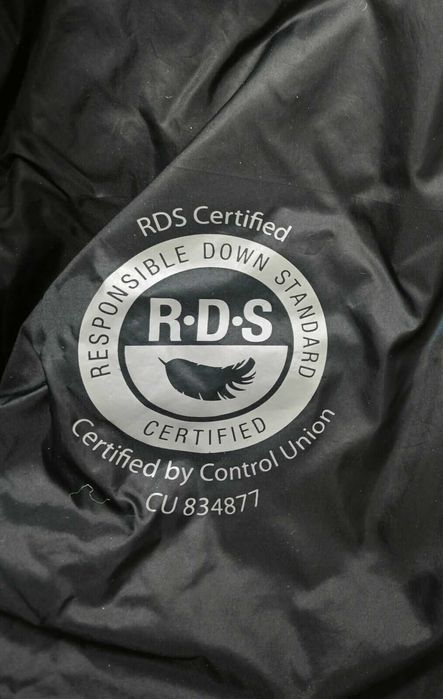 RDS Certified
RESPONSIBLE DOWN STANDARD
R·D·S
CERTIFIED
Certified by Control Union
CU 834877